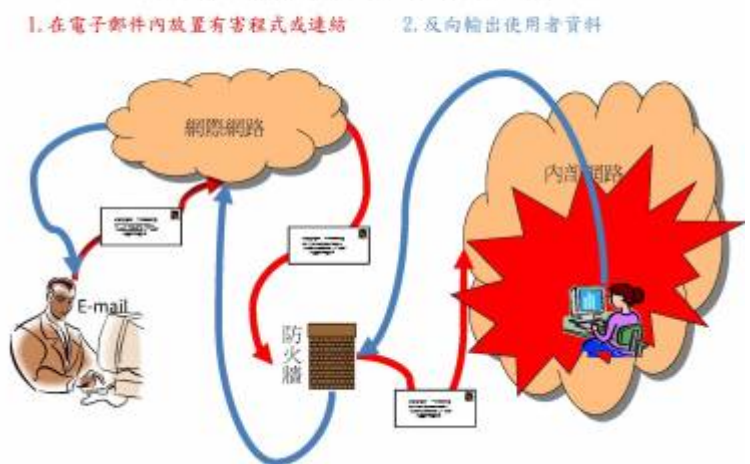 1. 在電子郵件內放置有害程式或連結
2. 反向輸出使用者資料
網際網路
內部網路
E-mail
防火牆